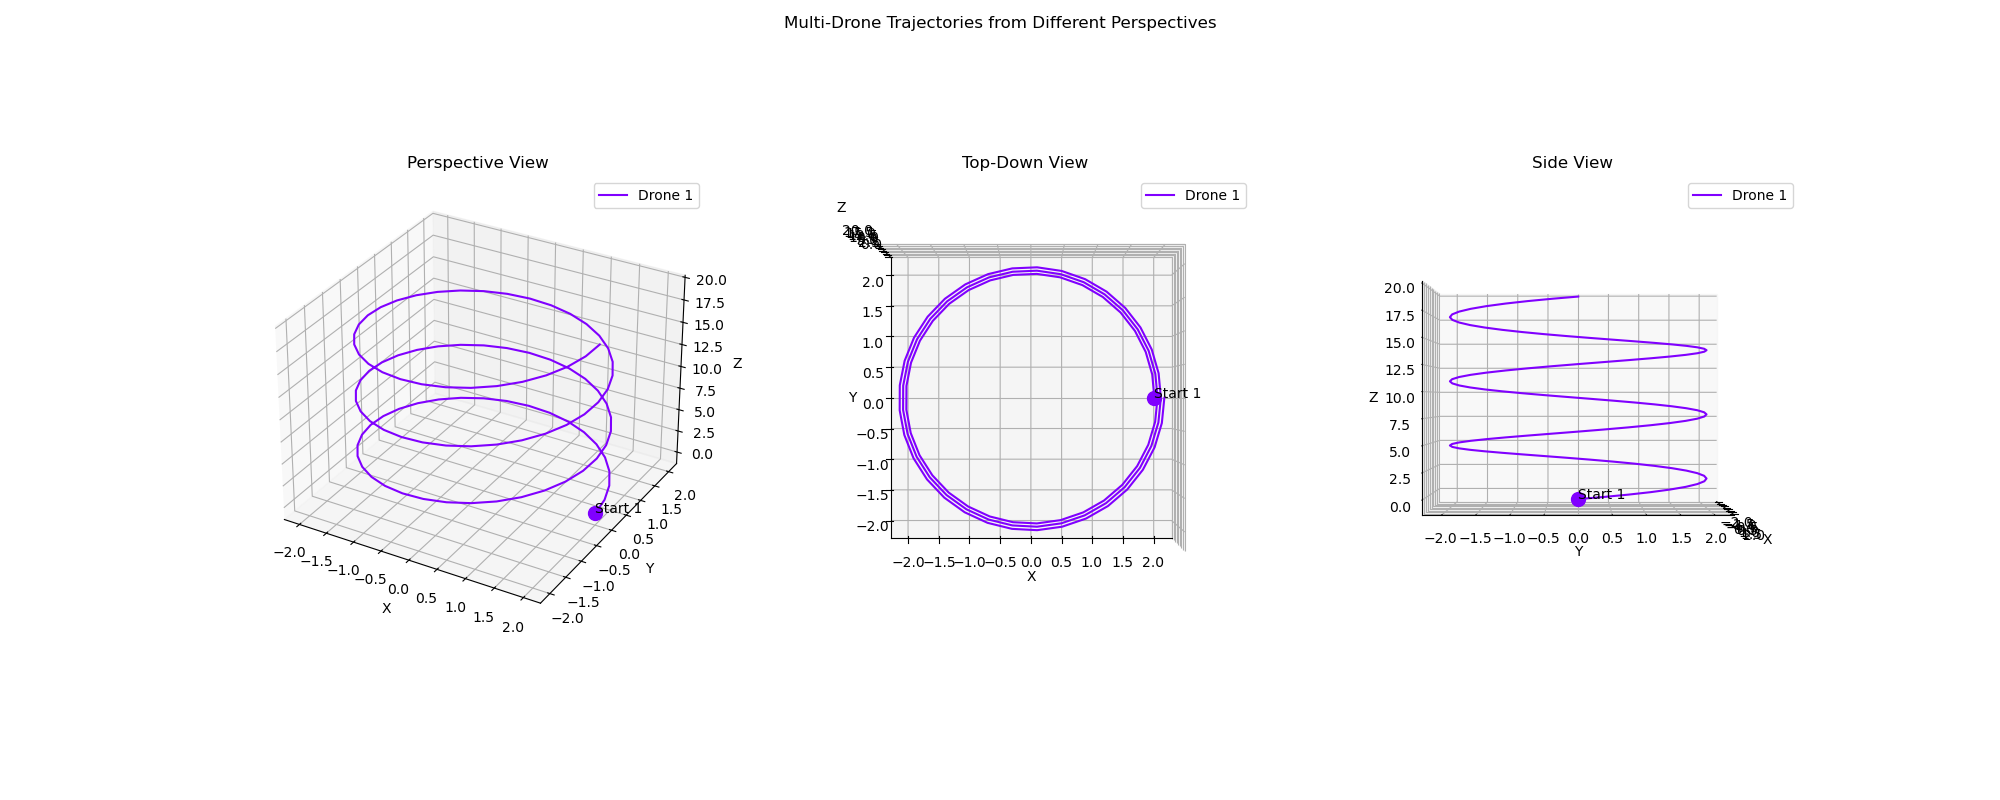 Multi-Drone Trajectories from Different Perspectives
Perspective View
Drone 1
20.0
17.5
15.0
12.5
10.0
7.5
5.0
2.5
0.0
Z
Start 1
2.0
1.5
1.0
0.5
0.0
−0.5
−1.0
−1.5
−2.0
Y
−2.0
−1.5
−1.0
−0.5
0.0
0.5
1.0
1.5
2.0
X
Top-Down View
Drone 1
Z
2.0
1.5
1.0
0.5
0.0
−0.5
−1.0
−1.5
−2.0
Y
Start 1
−2.0 −1.5 −1.0 −0.5 0.0 0.5 1.0 1.5 2.0
X
Side View
Drone 1
20.0
17.5
15.0
12.5
10.0
7.5
5.0
2.5
0.0
Z
Start 1
−2.0 −1.5 −1.0 −0.5 0.0 0.5 1.0 1.5 2.0
Y
X